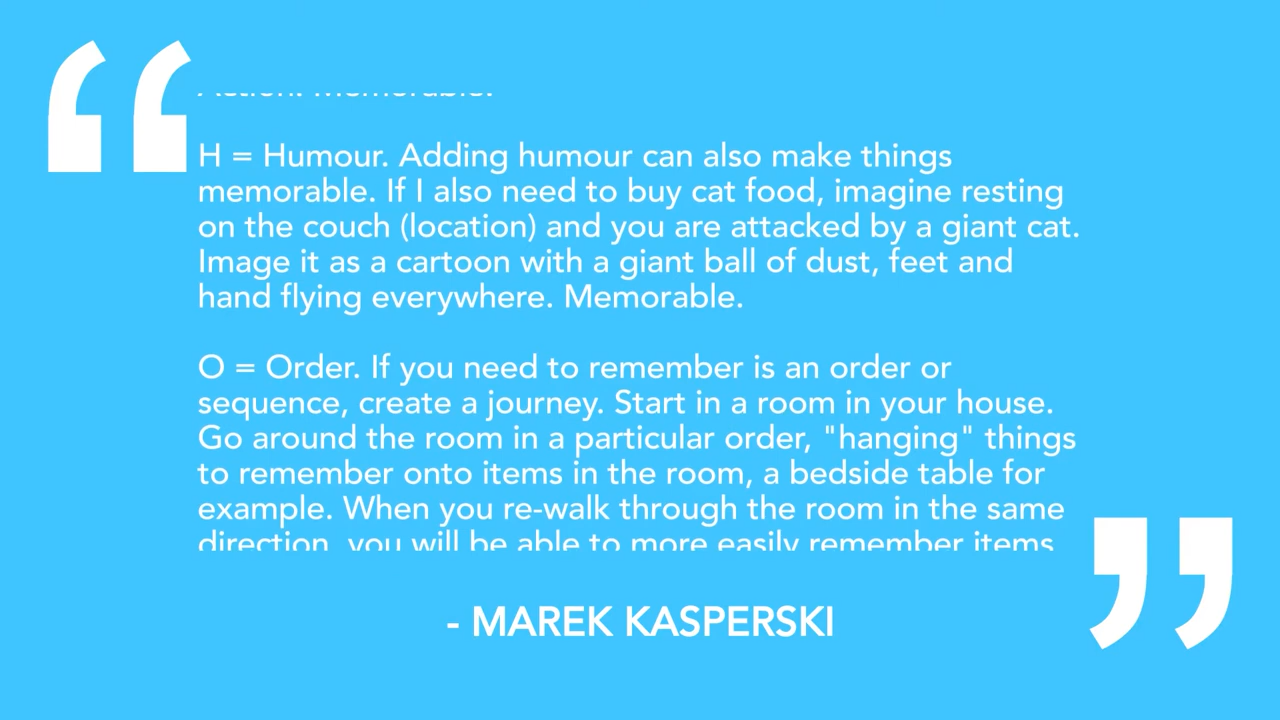 Action. Memorable.
H = Humour. Adding humour can also make things
memorable. If I also need to buy cat food, imagine resting
on the couch (location) and you are attacked by a giant cat.
Image it as a cartoon with a giant ball of dust, feet and
hand flying everywhere. Memorable.
O = Order. If you need to remember is an order or
sequence, create a journey. Start in a room in your house.
Go around the room in a particular order, "hanging" things
to remember onto items in the room, a bedside table for
example. When you re-walk through the room in the same
direction, you will be able to more easily remember items
- MAREK KASPERSKI